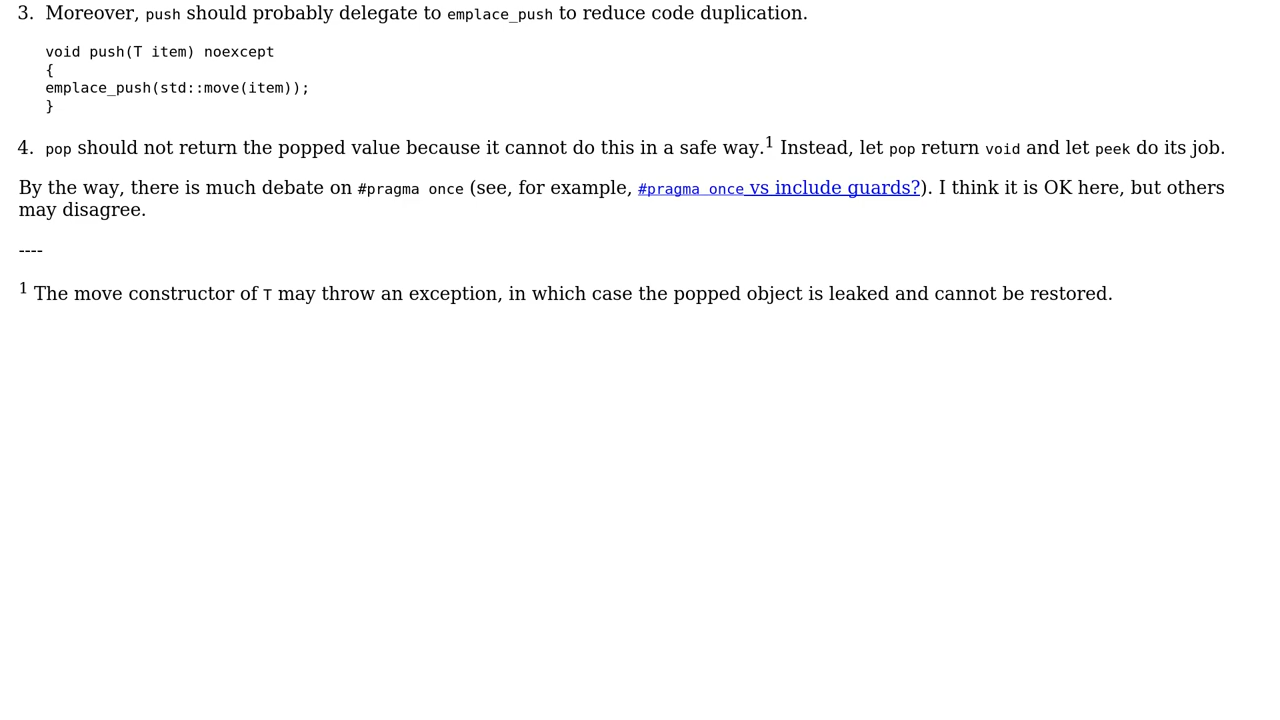 3. Moreover, push should probably delegate to emplace_push to reduce code duplication.
void push(T item) noexcept
{
emplace_push(std::move(item));
}
4. pop should not return the popped value because it cannot do this in a safe way.1 Instead, let pop return void and let peek do its job.
By the way, there is much debate on #pragma once (see, for example, #pragma once vs include guards?). I think it is OK here, but others
may disagree.
----
1 The move constructor of T may throw an exception, in which case the popped object is leaked and cannot be restored.